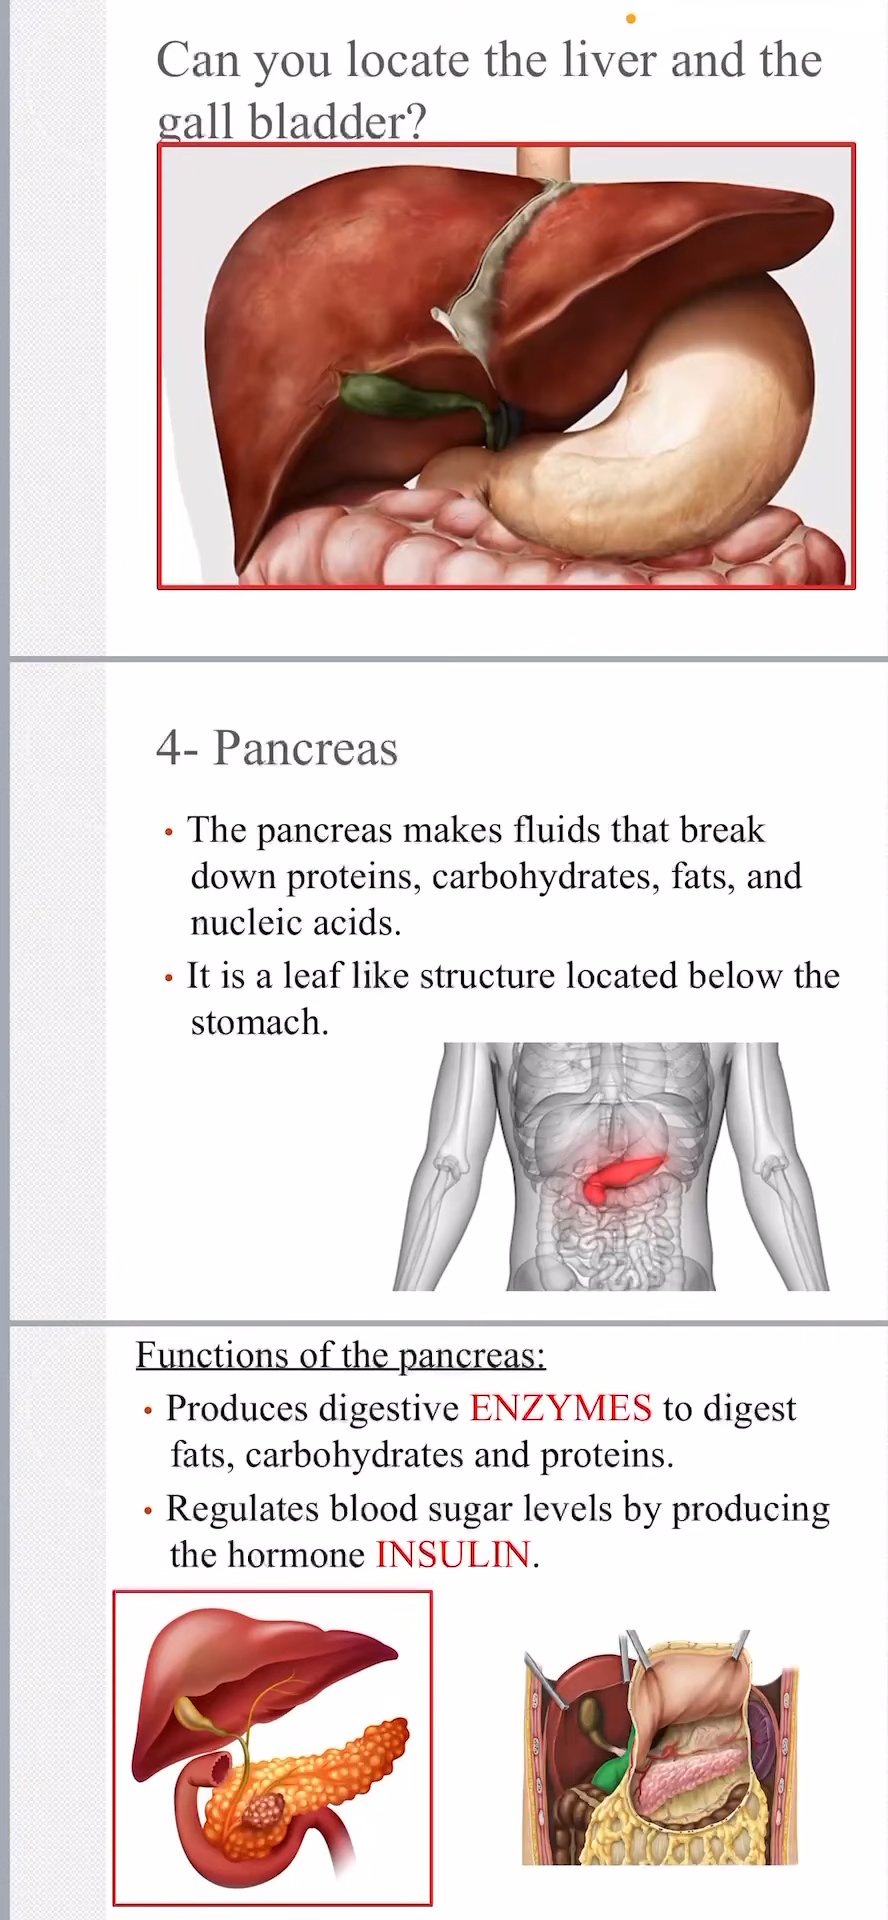 Can you locate the liver and the
gall bladder?
4- Pancreas
• The pancreas makes fluids that break
down proteins, carbohydrates, fats, and
nucleic acids.
• It is a leaf like structure located below the
stomach.
Functions of the pancreas:
• Produces digestive ENZYMES to digest
fats, carbohydrates and proteins.
• Regulates blood sugar levels by producing
the hormone INSULIN.